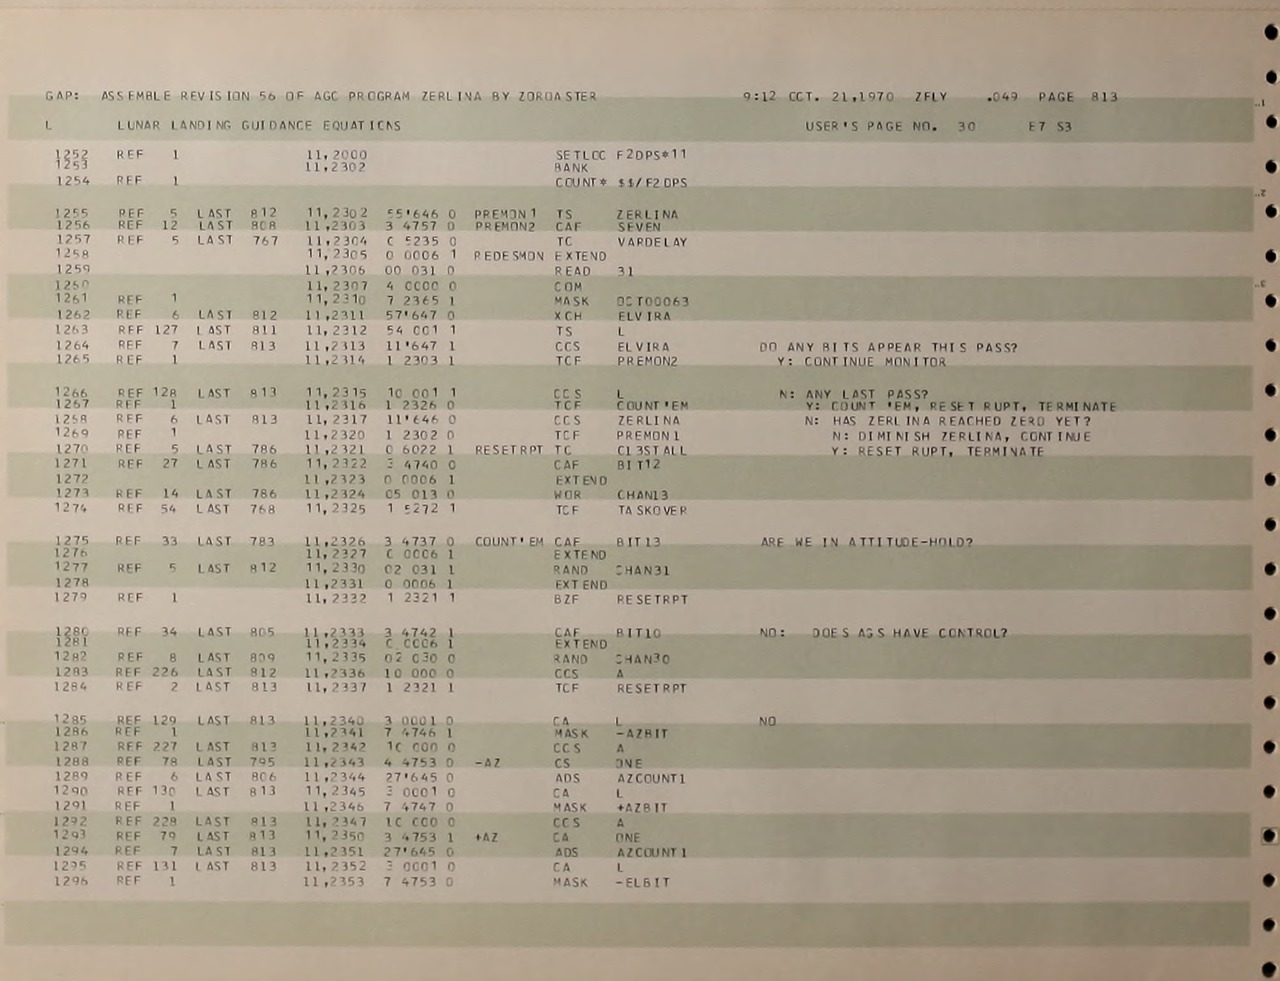 GAP: ASSEMBLE REVISION 56 OF AGC PROGRAM ZERLINA BY ZOROASTER 9:12 OCT. 21,1970 ZFLY .049 PAGE 813
L LUNAR LANDING GUIDANCE EQUATIONS USER'S PAGE NO. 30 E7 S3
1252 REF 1 11,2000 SETLOC F2DPS*11
1253 11,2302 BANK
1254 REF 1 COUNT* $$/F2DPS
1255 REF 5 LAST 812 11,2302 55'646 0 PREMON1 TS ZERLINA
1256 REF 12 LAST 808 11,2303 3 4757 0 PREMON2 CAF SEVEN
1257 REF 5 LAST 767 11,2304 0 5235 0 TC VARDELAY
1258 11,2305 0 0006 1 REDESMON EXTEND
1259 11,2306 00 031 0 READ 31
1260 11,2307 4 0000 0 COM
1261 REF 1 11,2310 7 2365 1 MASK OCT00063
1262 REF 6 LAST 812 11,2311 57'647 0 XCH ELVIRA
1263 REF 127 LAST 811 11,2312 54 001 1 TS L
1264 REF 7 LAST 813 11,2313 11'647 1 CCS ELVIRA DO ANY BITS APPEAR THIS PASS?
1265 REF 1 11,2314 1 2303 1 TCF PREMON2 Y: CONTINUE MONITOR
1266 REF 128 LAST 813 11,2315 10 001 1 CCS L N: ANY LAST PASS?
1267 REF 1 11,2316 1 2326 0 TCF COUNT'EM Y: COUNT 'EM, RESET RUPT, TERMINATE
1268 REF 6 LAST 813 11,2317 11'646 0 CCS ZERLINA N: HAS ZERLINA REACHED ZERO YET?
1269 REF 1 11,2320 1 2302 0 TCF PREMON1 N: DIMINISH ZERLINA, CONTINUE
1270 REF 5 LAST 786 11,2321 0 6022 1 RESETRPT TC C13STALL Y: RESET RUPT, TERMINATE
1271 REF 27 LAST 786 11,2322 3 4740 0 CAF BIT12
1272 11,2323 0 0006 1 EXTEND
1273 REF 14 LAST 786 11,2324 05 013 0 WOR CHAN13
1274 REF 54 LAST 768 11,2325 1 5272 1 TCF TASKOVER
1275 REF 33 LAST 783 11,2326 3 4737 0 COUNT'EM CAF BIT13 ARE WE IN ATTITUDE-HOLD?
1276 11,2327 0 0006 1 EXTEND
1277 REF 5 LAST 812 11,2330 02 031 1 RAND CHAN31
1278 11,2331 0 0006 1 EXTEND
1279 REF 1 11,2332 1 2321 1 BZF RESETRPT
1280 REF 34 LAST 805 11,2333 3 4742 1 CAF BIT10 NO: DOES AGS HAVE CONTROL?
1281 11,2334 0 0006 1 EXTEND
1282 REF 8 LAST 809 11,2335 02 030 0 RAND CHAN30
1283 REF 226 LAST 812 11,2336 10 000 0 CCS A
1284 REF 2 LAST 813 11,2337 1 2321 1 TCF RESETRPT
1285 REF 129 LAST 813 11,2340 3 0001 0 CA L NO
1286 REF 1 11,2341 7 4746 1 MASK -AZBIT
1287 REF 227 LAST 813 11,2342 10 000 0 CCS A
1288 REF 78 LAST 795 11,2343 4 4753 0 -AZ CS ONE
1289 REF 6 LAST 806 11,2344 27'645 0 ADS AZCOUNT1
1290 REF 130 LAST 813 11,2345 3 0001 0 CA L
1291 REF 1 11,2346 7 4747 0 MASK +AZBIT
1292 REF 228 LAST 813 11,2347 10 000 0 CCS A
1293 REF 79 LAST 813 11,2350 3 4753 1 +AZ CA ONE
1294 REF 7 LAST 813 11,2351 27'645 0 ADS AZCOUNT1
1295 REF 131 LAST 813 11,2352 3 0001 0 CA L
1296 REF 1 11,2353 7 4753 0 MASK -ELBIT